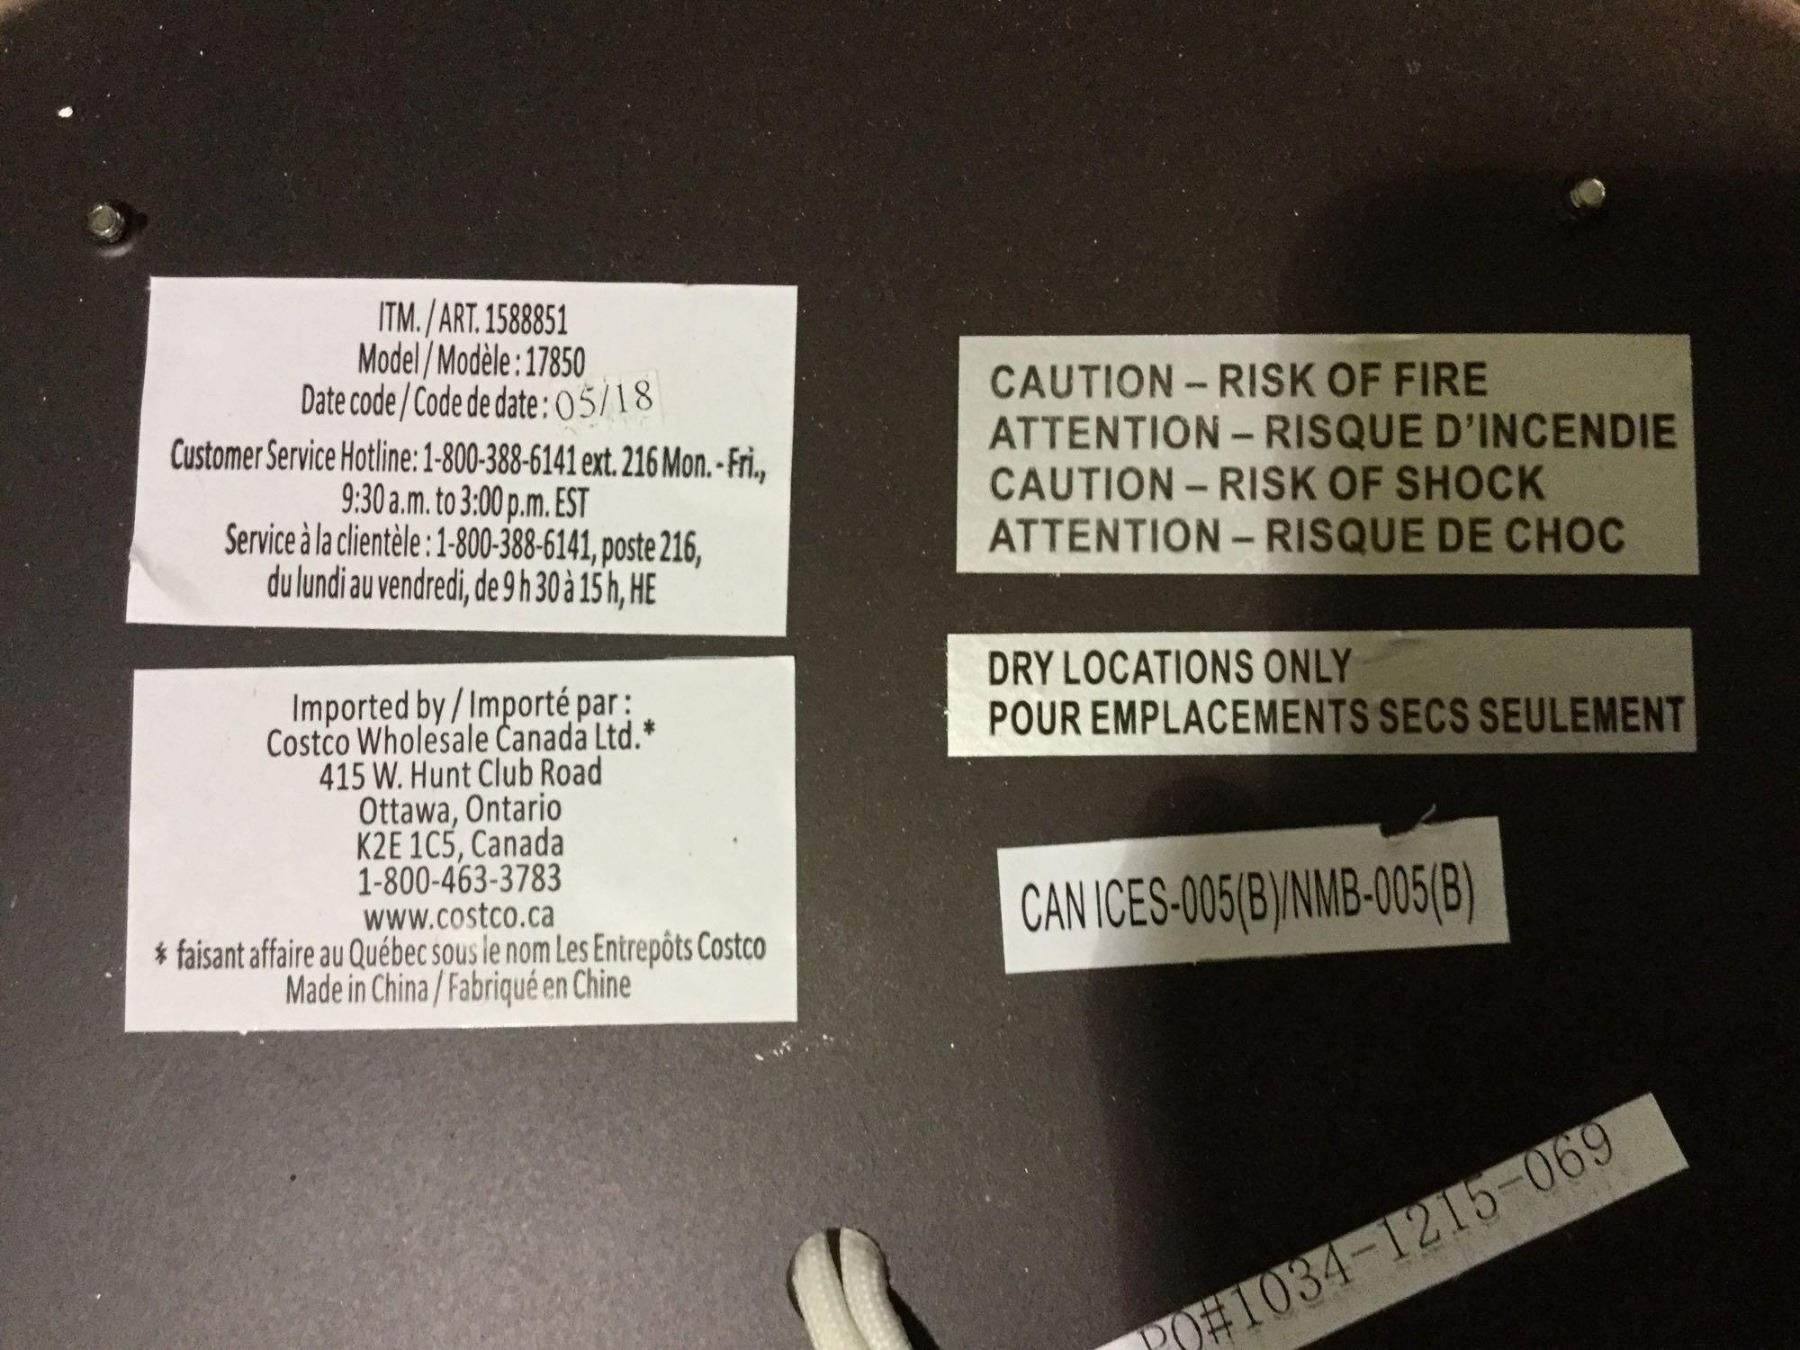 ITM. / ART. 1588851
Model / Modèle : 17850
Date code / Code de date : 05/18
Customer Service Hotline: 1-800-388-6141 ext. 216 Mon. - Fri.,
9:30 a.m. to 3:00 p.m. EST
Service à la clientèle : 1-800-388-6141, poste 216,
du lundi au vendredi, de 9 h 30 à 15 h, HE
Imported by / Importé par :
Costco Wholesale Canada Ltd.*
415 W. Hunt Club Road
Ottawa, Ontario
K2E 1C5, Canada
1-800-463-3783
www.costco.ca
* faisant affaire au Québec sous le nom Les Entrepôts Costco
Made in China / Fabriqué en Chine
CAUTION – RISK OF FIRE
ATTENTION – RISQUE D'INCENDIE
CAUTION – RISK OF SHOCK
ATTENTION – RISQUE DE CHOC
DRY LOCATIONS ONLY
POUR EMPLACEMENTS SECS SEULEMENT
CAN ICES-005(B)/NMB-005(B)
PO#1034-1215-069